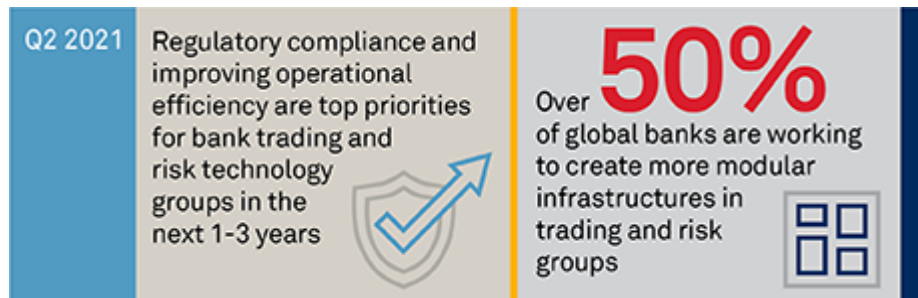 Q2 2021
Regulatory compliance and
improving operational
efficiency are top priorities
for bank trading and
risk technology
groups in the
next 1-3 years
Over 50%
of global banks are working
to create more modular
infrastructures in
trading and risk
groups